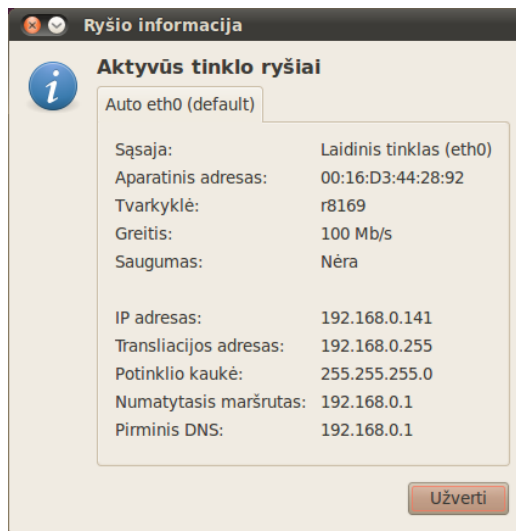 Ryšio informacija
Aktyvūs tinklo ryšiai
Auto eth0 (default)
Sąsaja: Laidinis tinklas (eth0)
Aparatinis adresas: 00:16:D3:44:28:92
Tvarkyklė: r8169
Greitis: 100 Mb/s
Saugumas: Nėra
IP adresas: 192.168.0.141
Transliacijos adresas: 192.168.0.255
Potinklio kaukė: 255.255.255.0
Numatytasis maršrutas: 192.168.0.1
Pirminis DNS: 192.168.0.1
Užverti